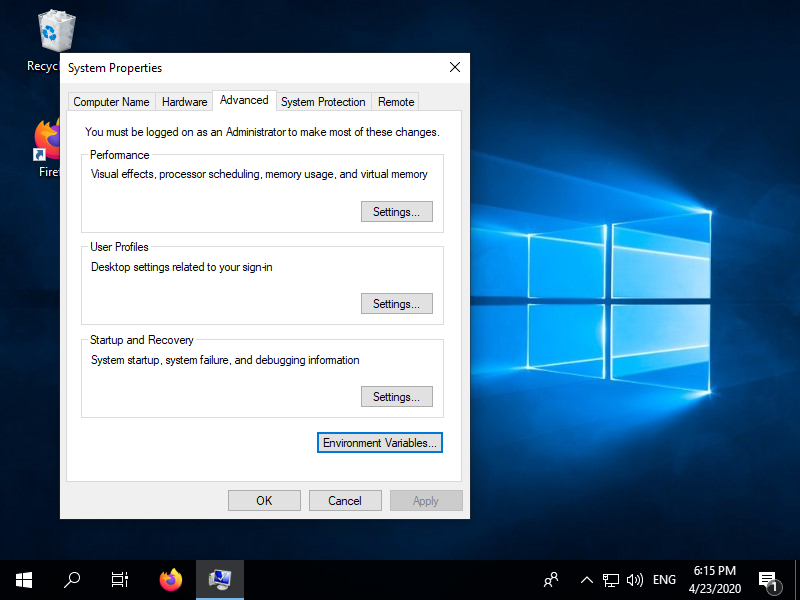 System Properties
Computer Name
Hardware
Advanced
System Protection
Remote
You must be logged on as an Administrator to make most of these changes.
Performance
Visual effects, processor scheduling, memory usage, and virtual memory
Settings...
User Profiles
Desktop settings related to your sign-in
Settings...
Startup and Recovery
System startup, system failure, and debugging information
Settings...
Environment Variables...
OK
Cancel
Apply
Recyc
Firef
ENG
6:15 PM
4/23/2020
1